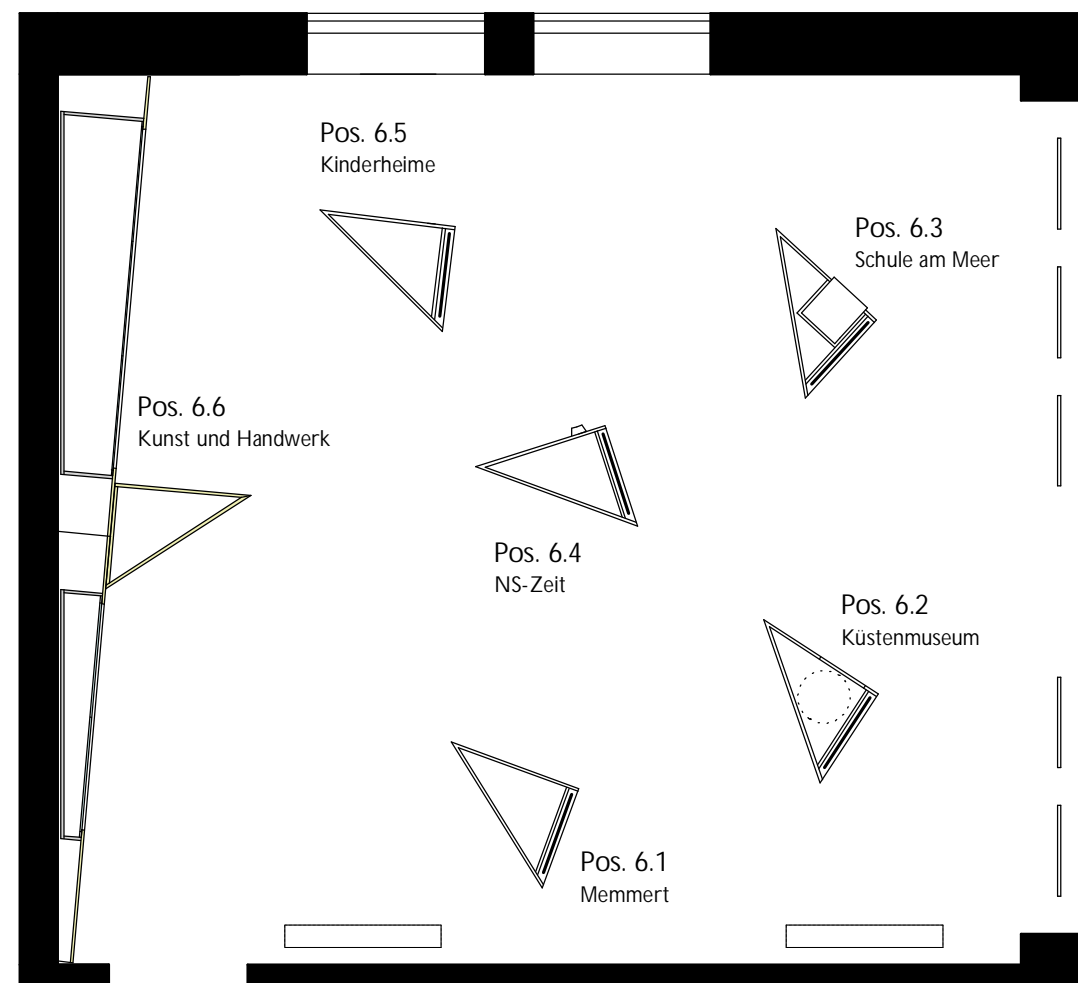 Pos. 6.5
Kinderheime
Pos. 6.3
Schule am Meer
Pos. 6.6
Kunst und Handwerk
Pos. 6.4
NS-Zeit
Pos. 6.2
Küstenmuseum
Pos. 6.1
Memmert